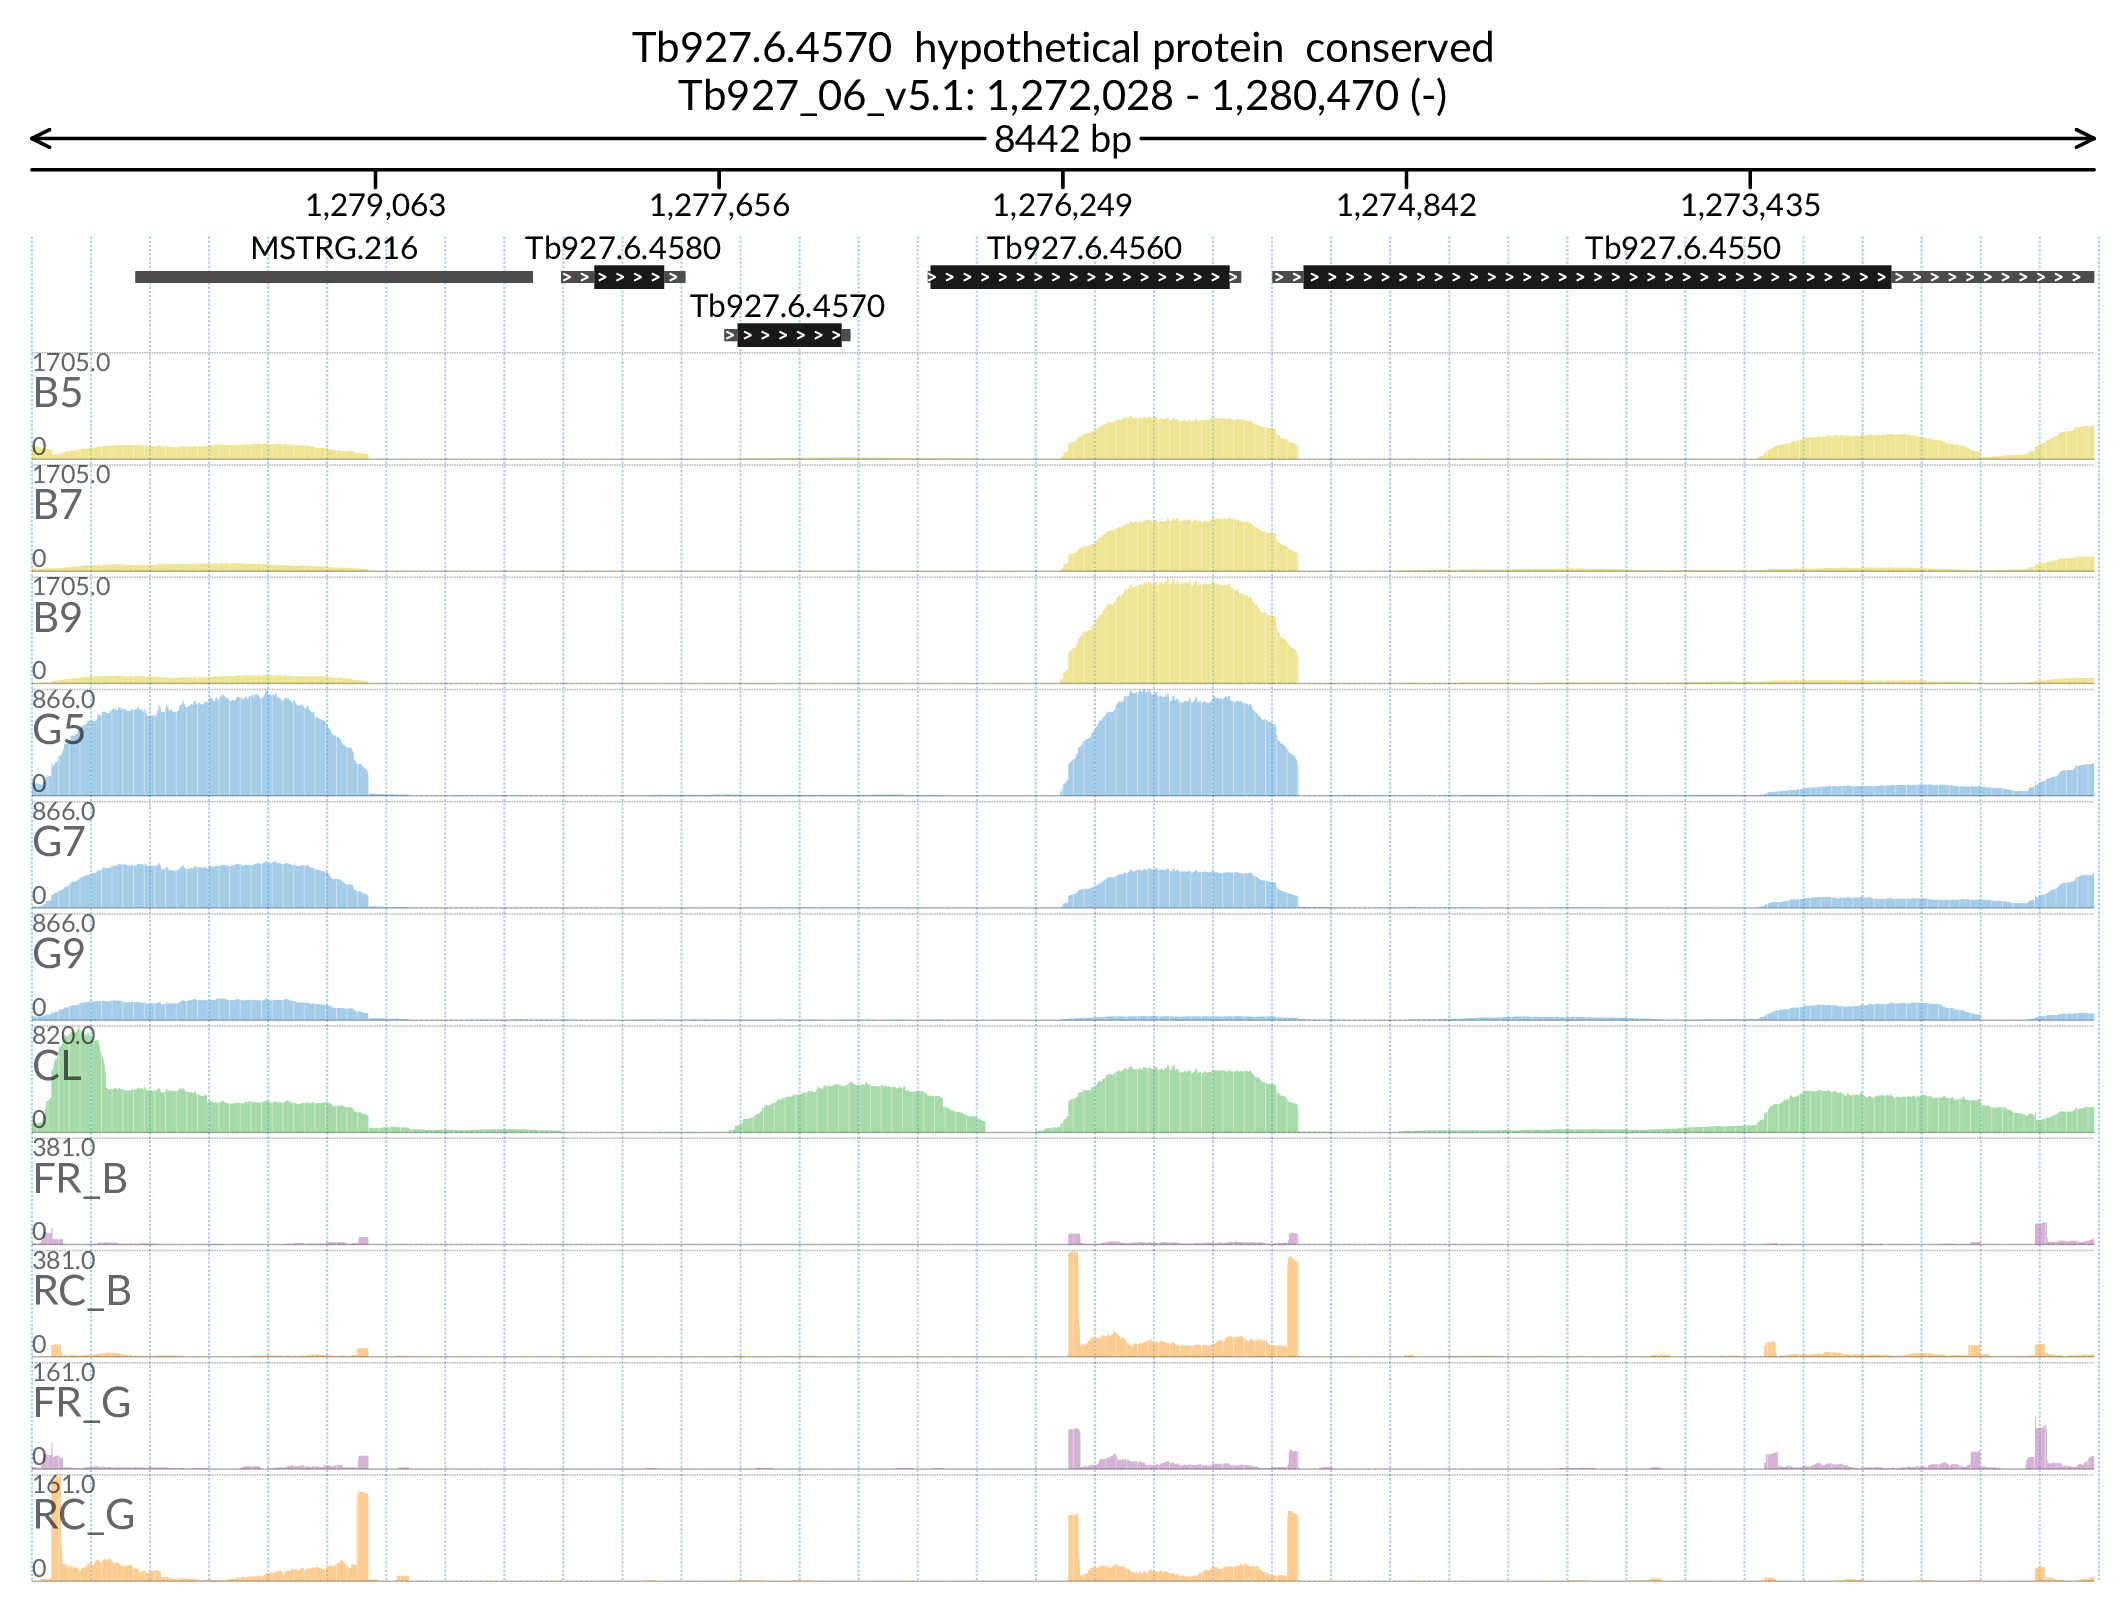 Tb927.6.4570 hypothetical protein conserved
Tb927_06_v5.1: 1,272,028 - 1,280,470 (-)
8442 bp
1,279,063 1,277,656 1,276,249 1,274,842 1,273,435
MSTRG.216 Tb927.6.4580 Tb927.6.4560 Tb927.6.4550
Tb927.6.4570
1705.0
B5
0
1705.0
B7
0
1705.0
B9
0
866.0
G5
0
866.0
G7
0
866.0
G9
0
820.0
CL
0
381.0
FR_B
0
381.0
RC_B
0
161.0
FR_G
0
161.0
RC_G
0